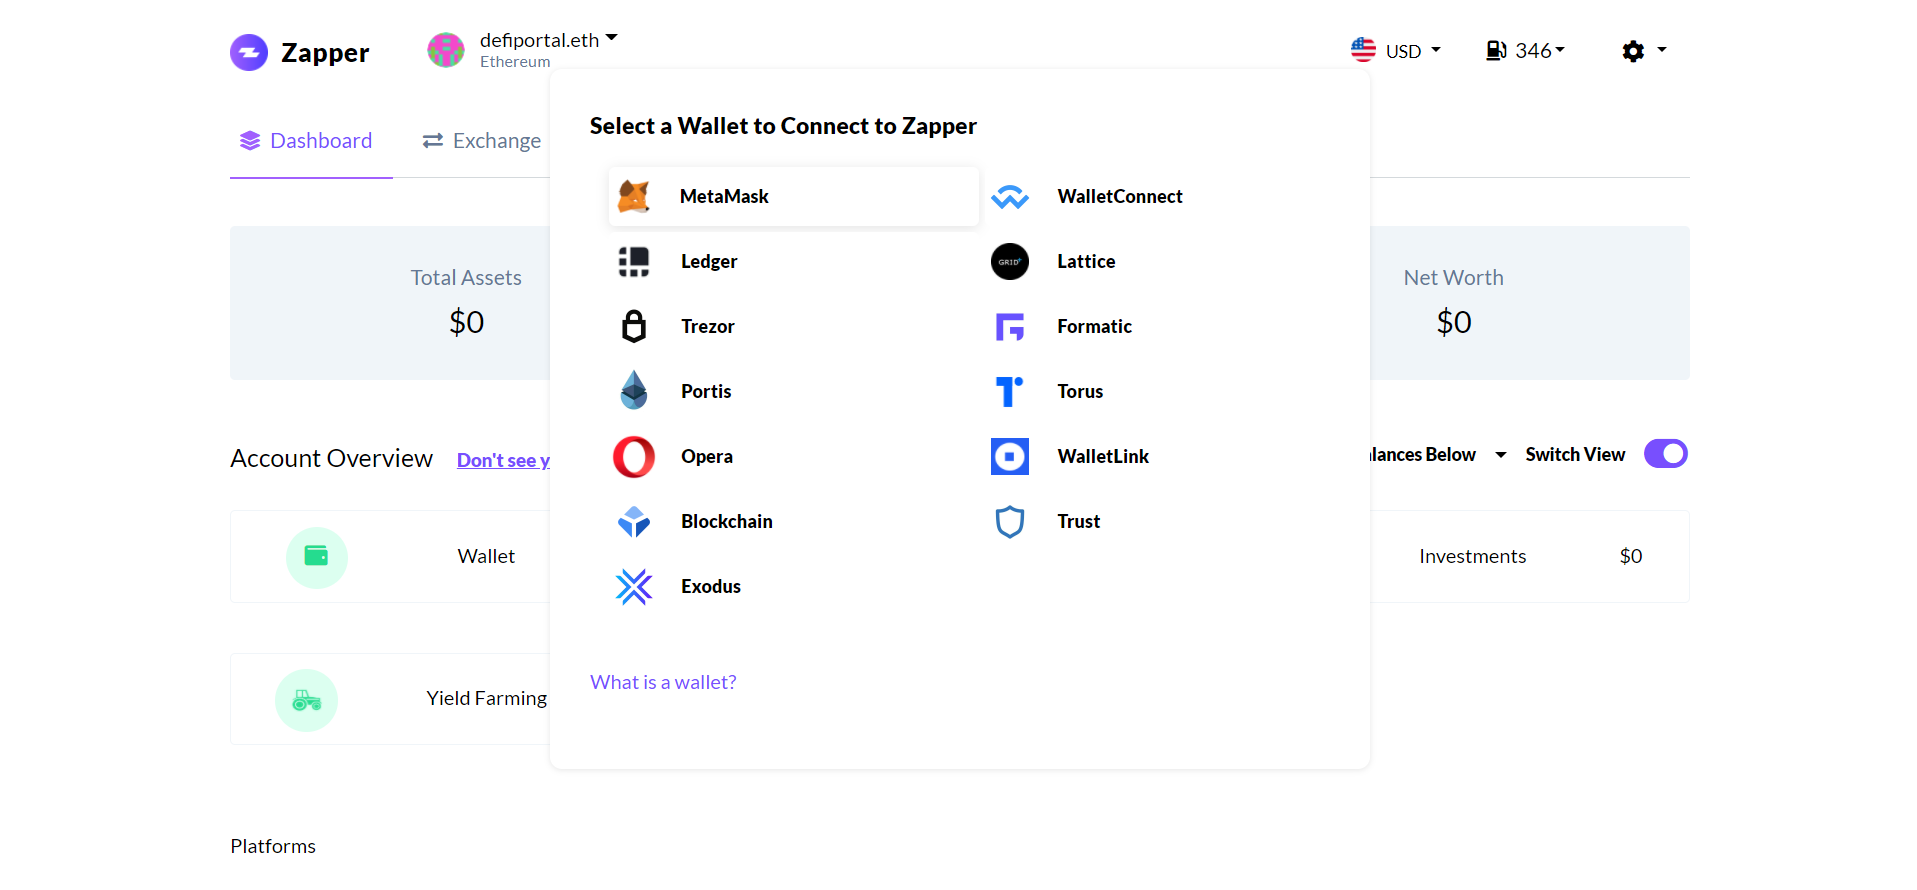 Zapper
defiportal.eth
Ethereum
USD
346
Dashboard
Exchange
Select a Wallet to Connect to Zapper
MetaMask
WalletConnect
Ledger
GRID+
Lattice
Trezor
Formatic
Portis
Torus
Opera
WalletLink
Blockchain
Trust
Exodus
What is a wallet?
Total Assets
$0
Net Worth
$0
Account Overview
Don't see y
lances Below
Switch View
Wallet
Investments
$0
Yield Farming
Platforms